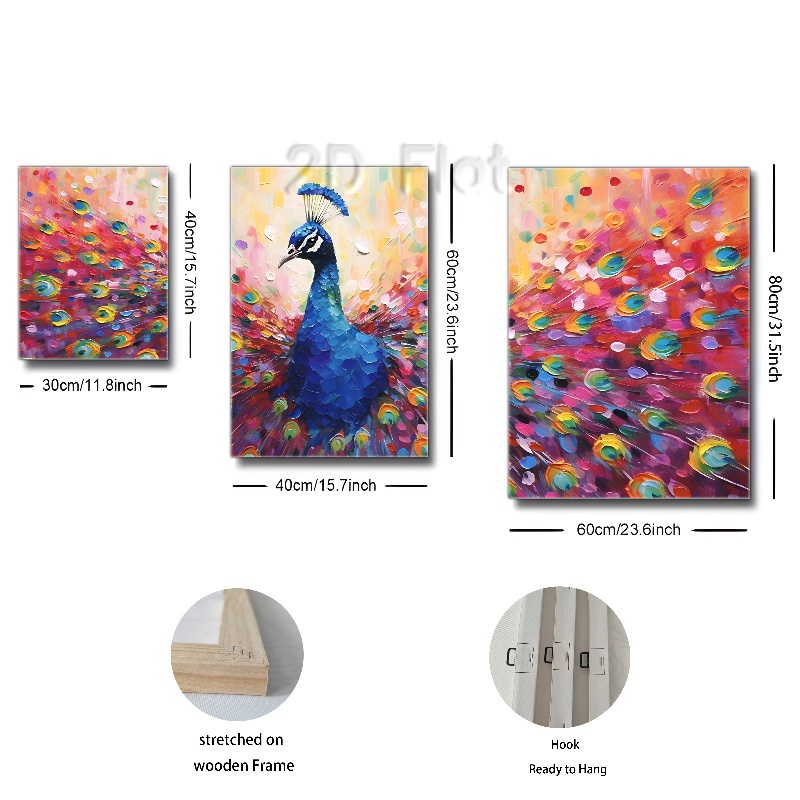 2D Flat
40cm/15.7inch
30cm/11.8inch
60cm/23.6inch
40cm/15.7inch
80cm/31.5inch
60cm/23.6inch
stretched on
wooden Frame
Hook
Ready to Hang